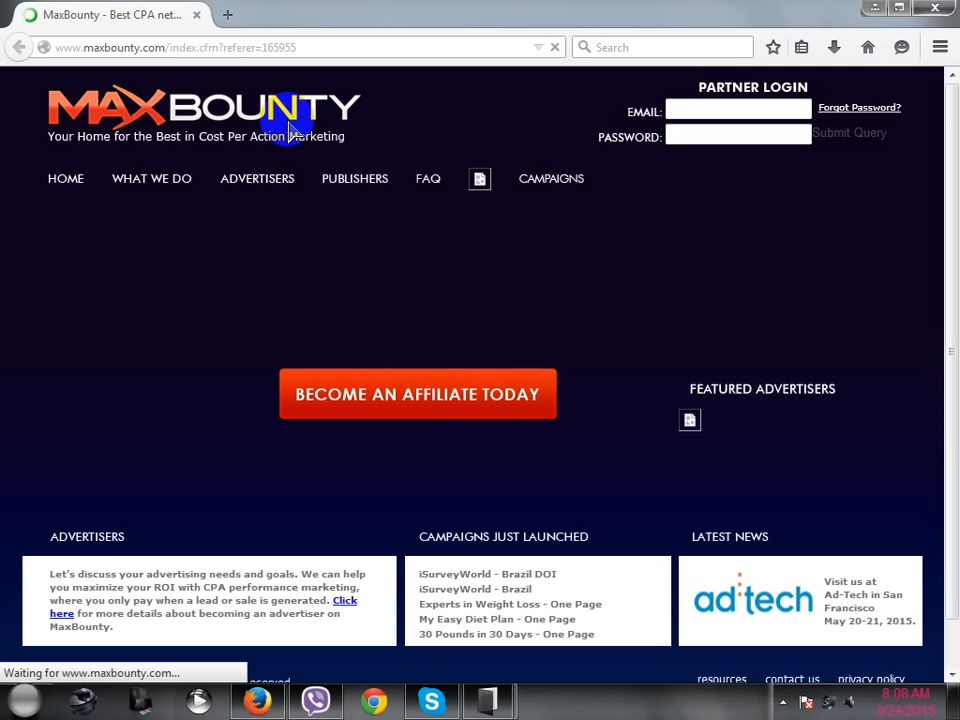 MaxBounty - Best CPA net...
www.maxbounty.com/index.cfm?referer=165955
Search
MAXBOUNTY
Your Home for the Best in Cost Per Action Marketing
PARTNER LOGIN
EMAIL:
Forgot Password?
PASSWORD:
Submit Query
HOME
WHAT WE DO
ADVERTISERS
PUBLISHERS
FAQ
CAMPAIGNS
BECOME AN AFFILIATE TODAY
FEATURED ADVERTISERS
ADVERTISERS
Let's discuss your advertising needs and goals. We can help
you maximize your ROI with CPA performance marketing,
where you only pay when a lead or sale is generated. Click
here for more details about becoming an advertiser on
MaxBounty.
CAMPAIGNS JUST LAUNCHED
iSurveyWorld - Brazil DOI
iSurveyWorld - Brazil
Experts in Weight Loss - One Page
My Easy Diet Plan - One Page
30 Pounds in 30 Days - One Page
LATEST NEWS
ad:tech
Visit us at
Ad-Tech in San
Francisco
May 20-21, 2015.
Waiting for www.maxbounty.com...
resources
contact us
privacy policy
8:08 AM
3/24/2015